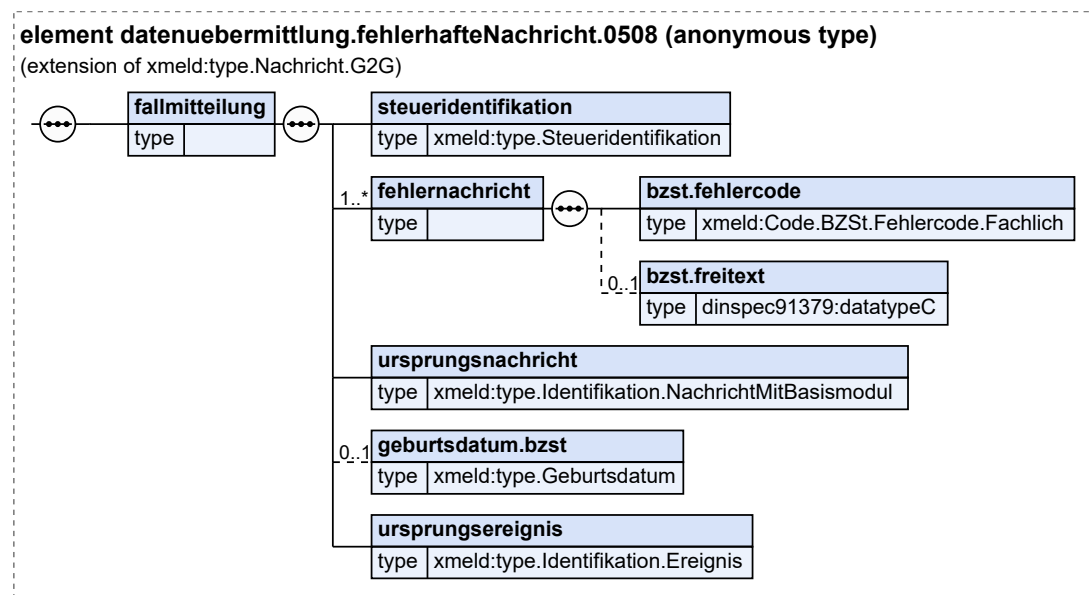 element datenuebermittlung.fehlerhafteNachricht.0508 (anonymous type)
(extension of xmeld:type.Nachricht.G2G)
fallmitteilung
type
steueridentifikation
type xmeld:type.Steueridentifikation
1..*
fehlernachricht
type
bzst.fehlercode
type xmeld:Code.BZSt.Fehlercode.Fachlich
0..1
bzst.freitext
type dinspec91379:datatypeC
ursprungsnachricht
type xmeld:type.Identifikation.NachrichtMitBasismodul
0..1
geburtsdatum.bzst
type xmeld:type.Geburtsdatum
ursprungsereignis
type xmeld:type.Identifikation.Ereignis